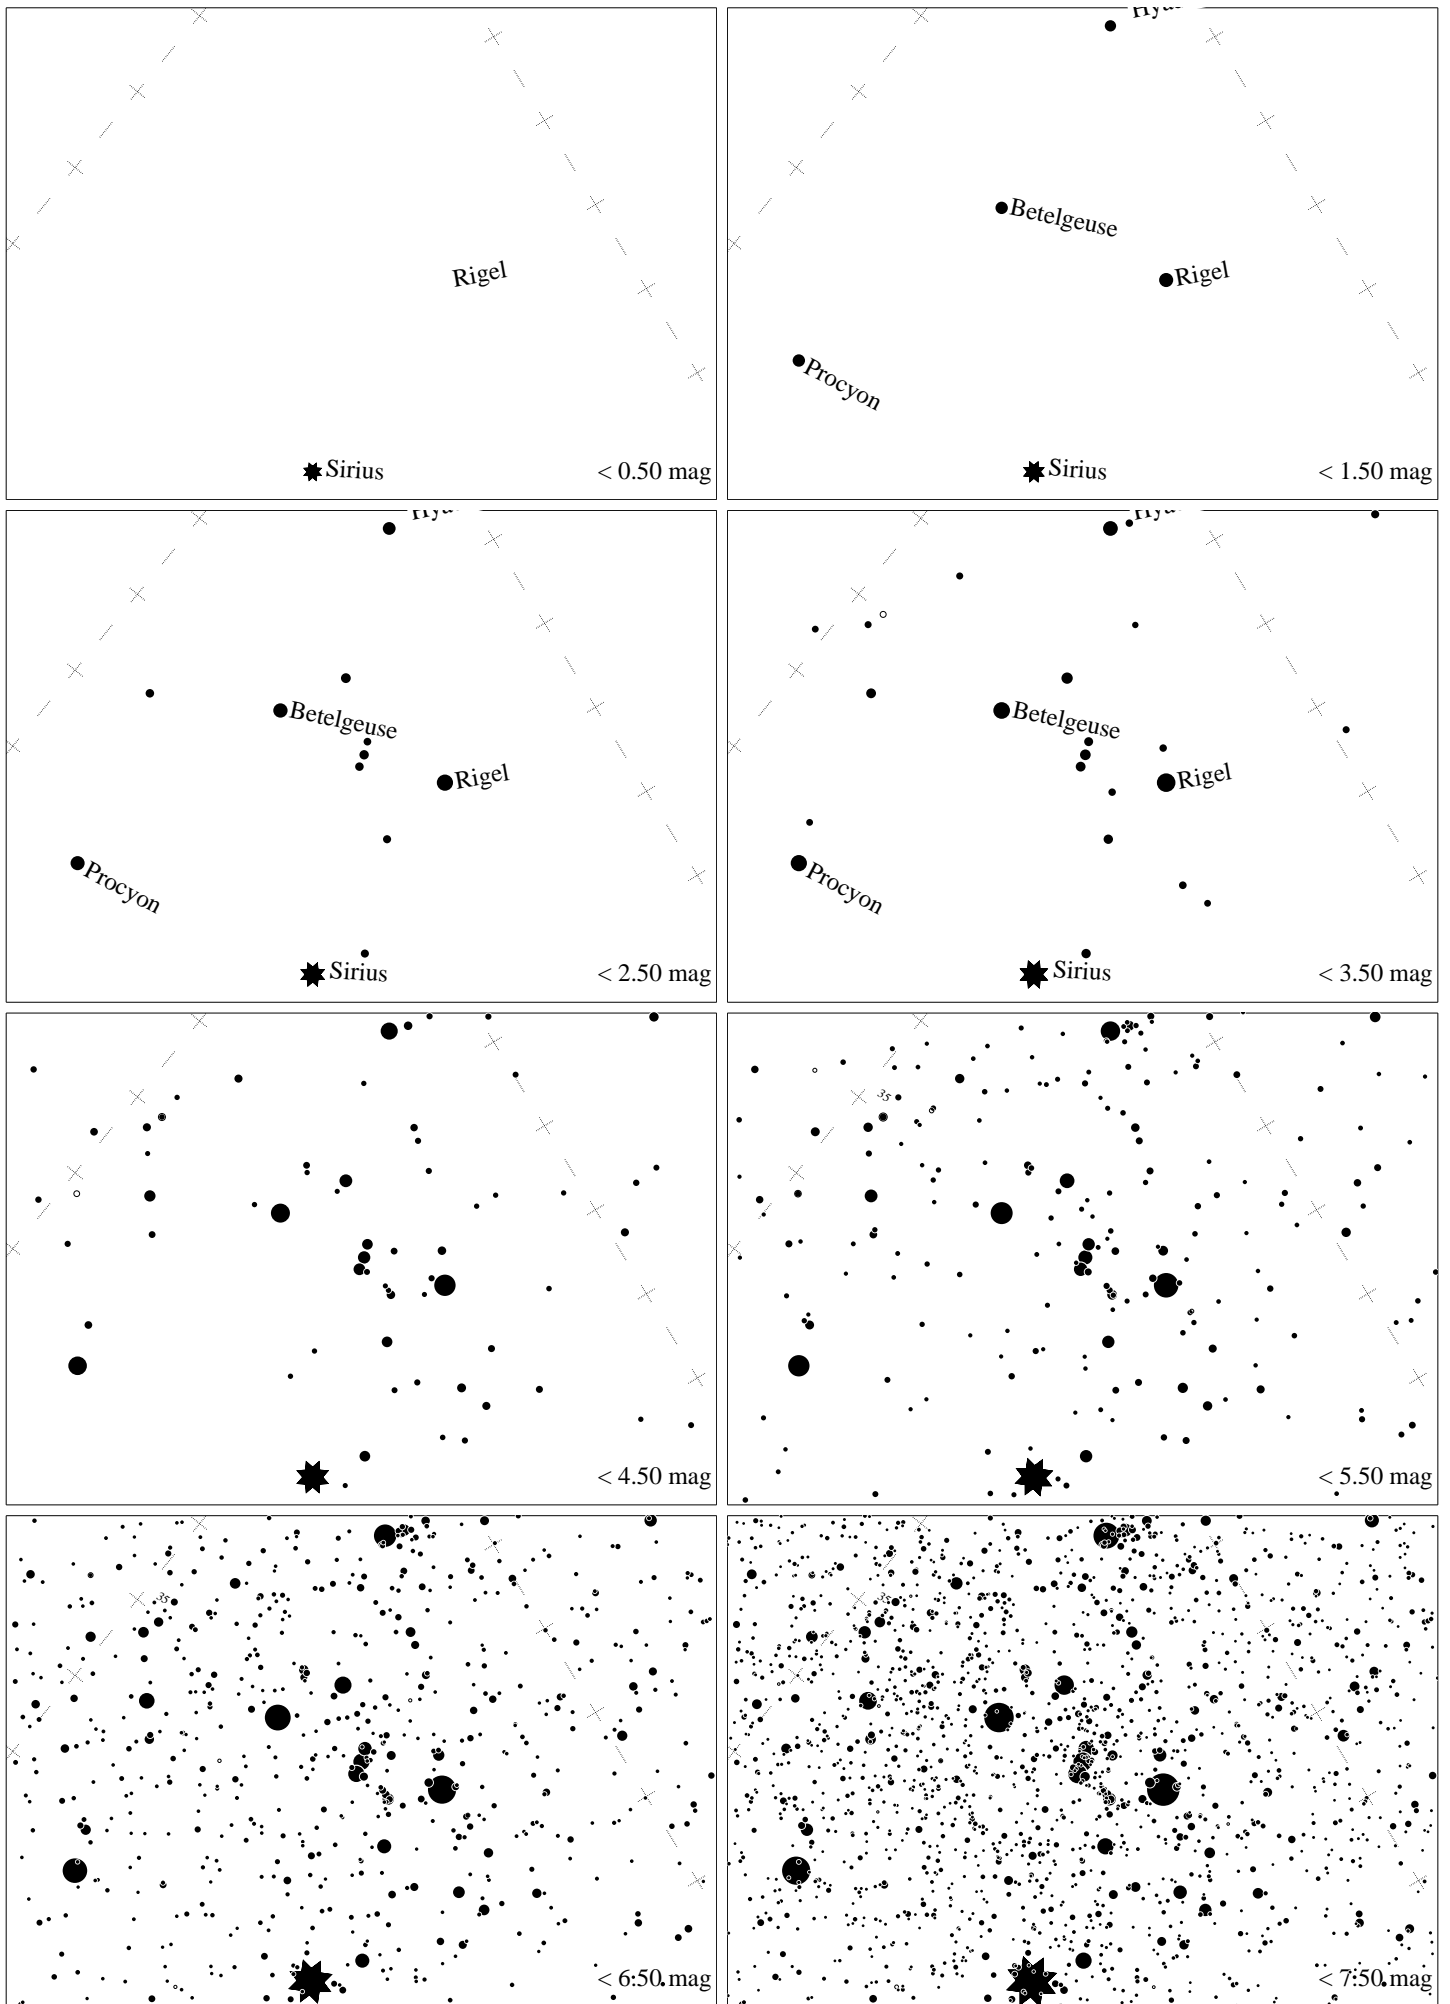 Rigel
Sirius
< 0.50 mag
Betelgeuse
Rigel
Procyon
Sirius
< 1.50 mag
Betelgeuse
Rigel
Procyon
Sirius
< 2.50 mag
Betelgeuse
Rigel
Procyon
Sirius
< 3.50 mag
< 4.50 mag
35
< 5.50 mag
35
< 6.50 mag
35
< 7.50 mag